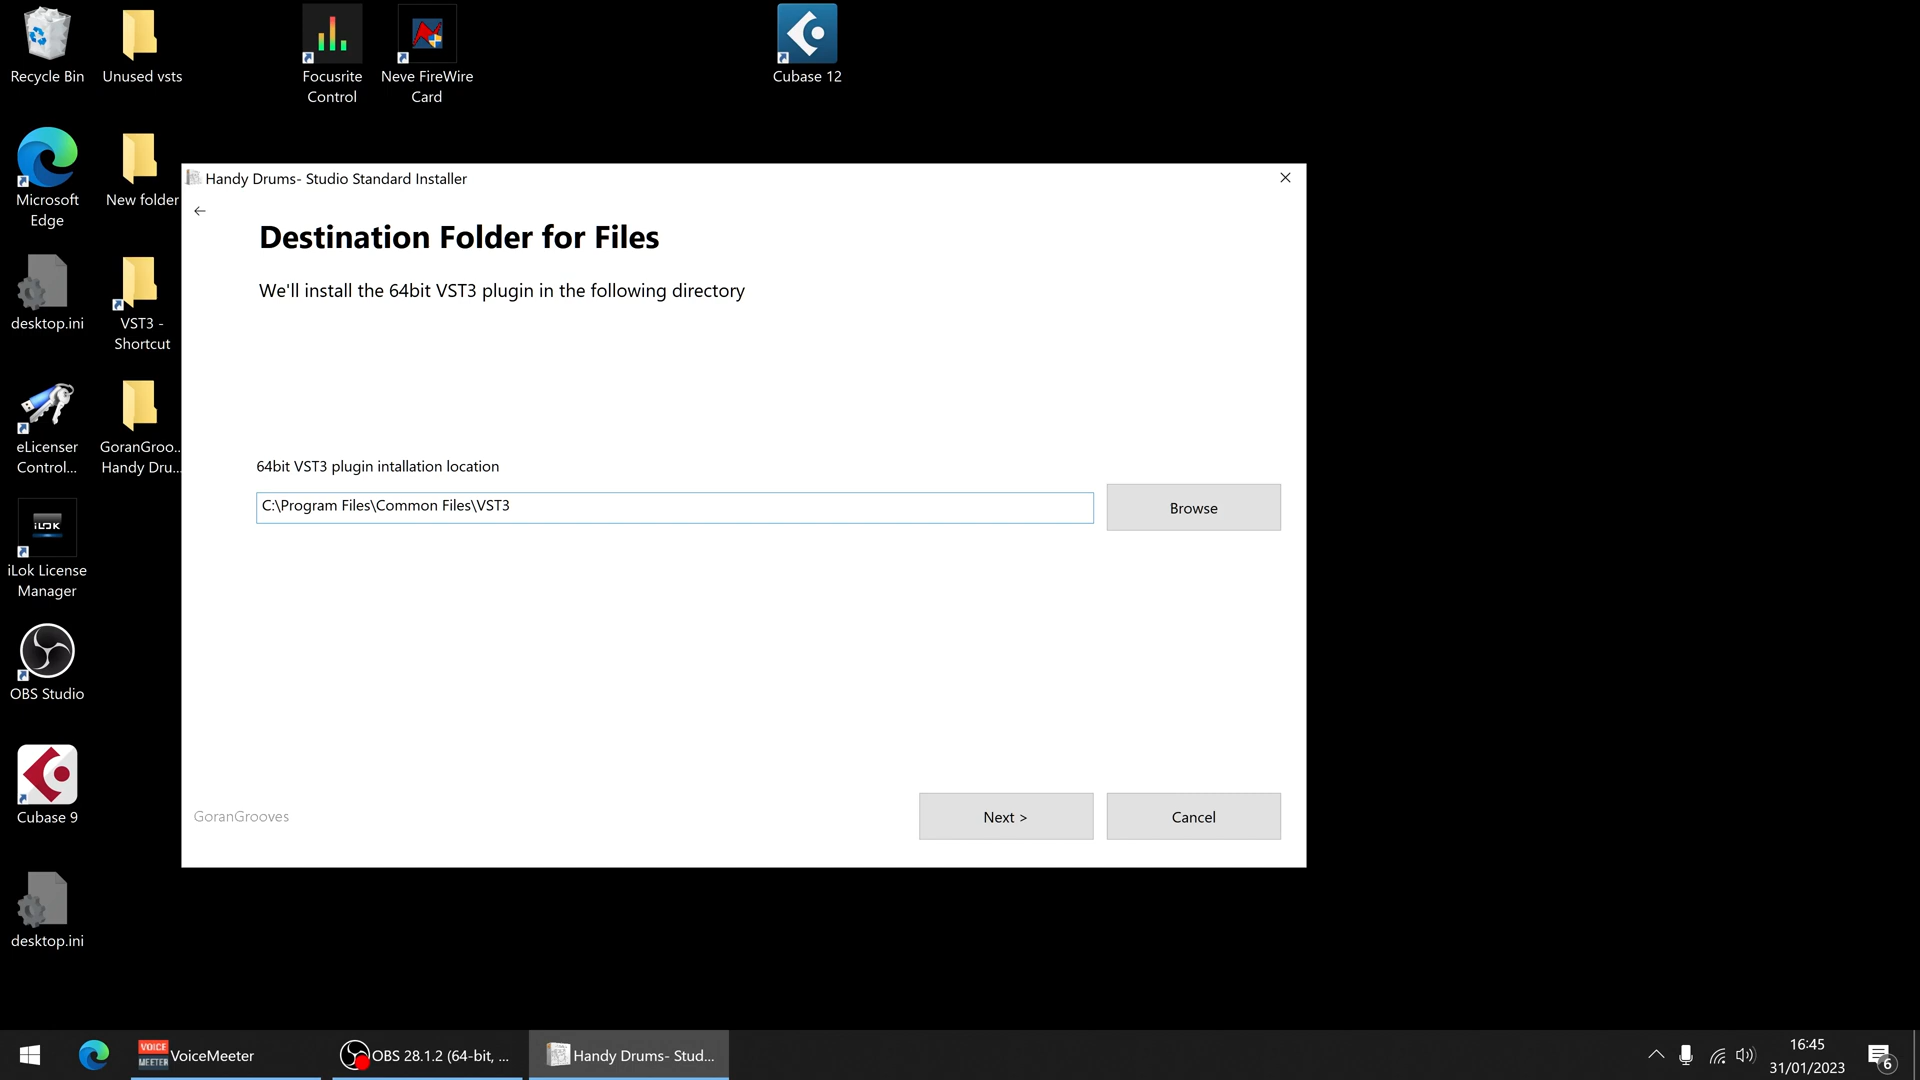 Recycle Bin
Unused vsts
Focusrite
Control
Neve FireWire
Card
Cubase 12
Microsoft
Edge
New folder
desktop.ini
VST3 -
Shortcut
eLicenser
Control...
GoranGroo...
Handy Dru...
iLOK
iLok License
Manager
OBS Studio
Cubase 9
desktop.ini
Handy Drums- Studio Standard Installer
Destination Folder for Files
We'll install the 64bit VST3 plugin in the following directory
64bit VST3 plugin intallation location
C:\Program Files\Common Files\VST3
Browse
GoranGrooves
Next >
Cancel
VOICE
MEETER
VoiceMeeter
OBS 28.1.2 (64-bit, ...
Handy Drums- Stud...
16:45
31/01/2023
6